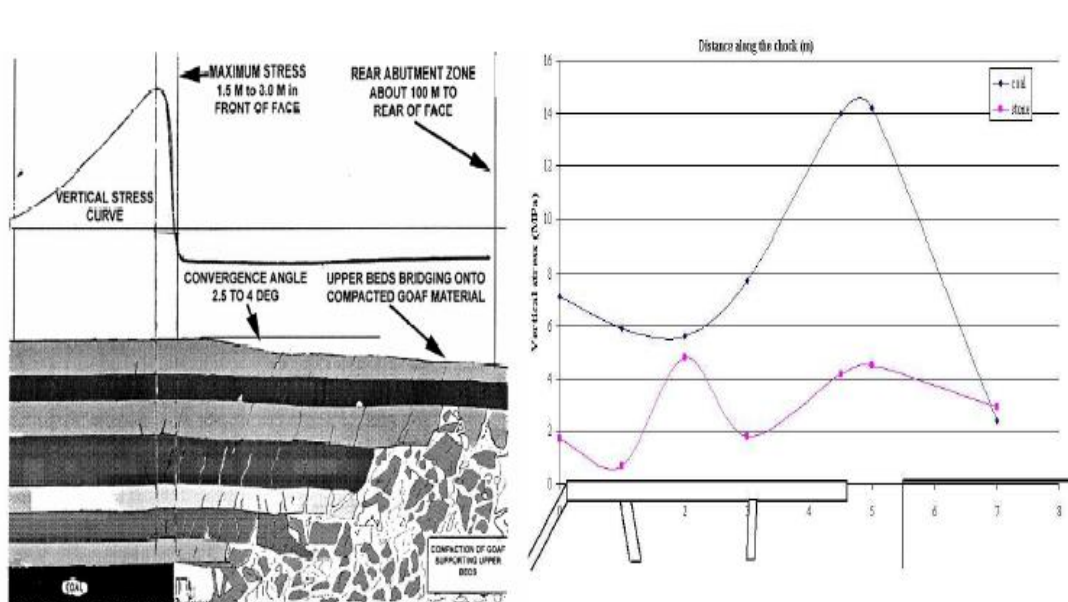 MAXIMUM STRESS
1.5 M to 3.0 M in
FRONT OF FACE
REAR ABUTMENT ZONE
ABOUT 100 M TO
REAR OF FACE
VERTICAL STRESS
CURVE
CONVERGENCE ANGLE
2.5 TO 4 DEG
UPPER BEDS BRIDGING ONTO
COMPACTED GOAF MATERIAL
COMPACTION OF GOAF
SUPPORTING UPPER
BEDS
COAL
Distance along the chock (m)
16
14
12
10
8
6
4
2
0
Vertical stress (MPa)
coal
stone
2
5
6
7
8